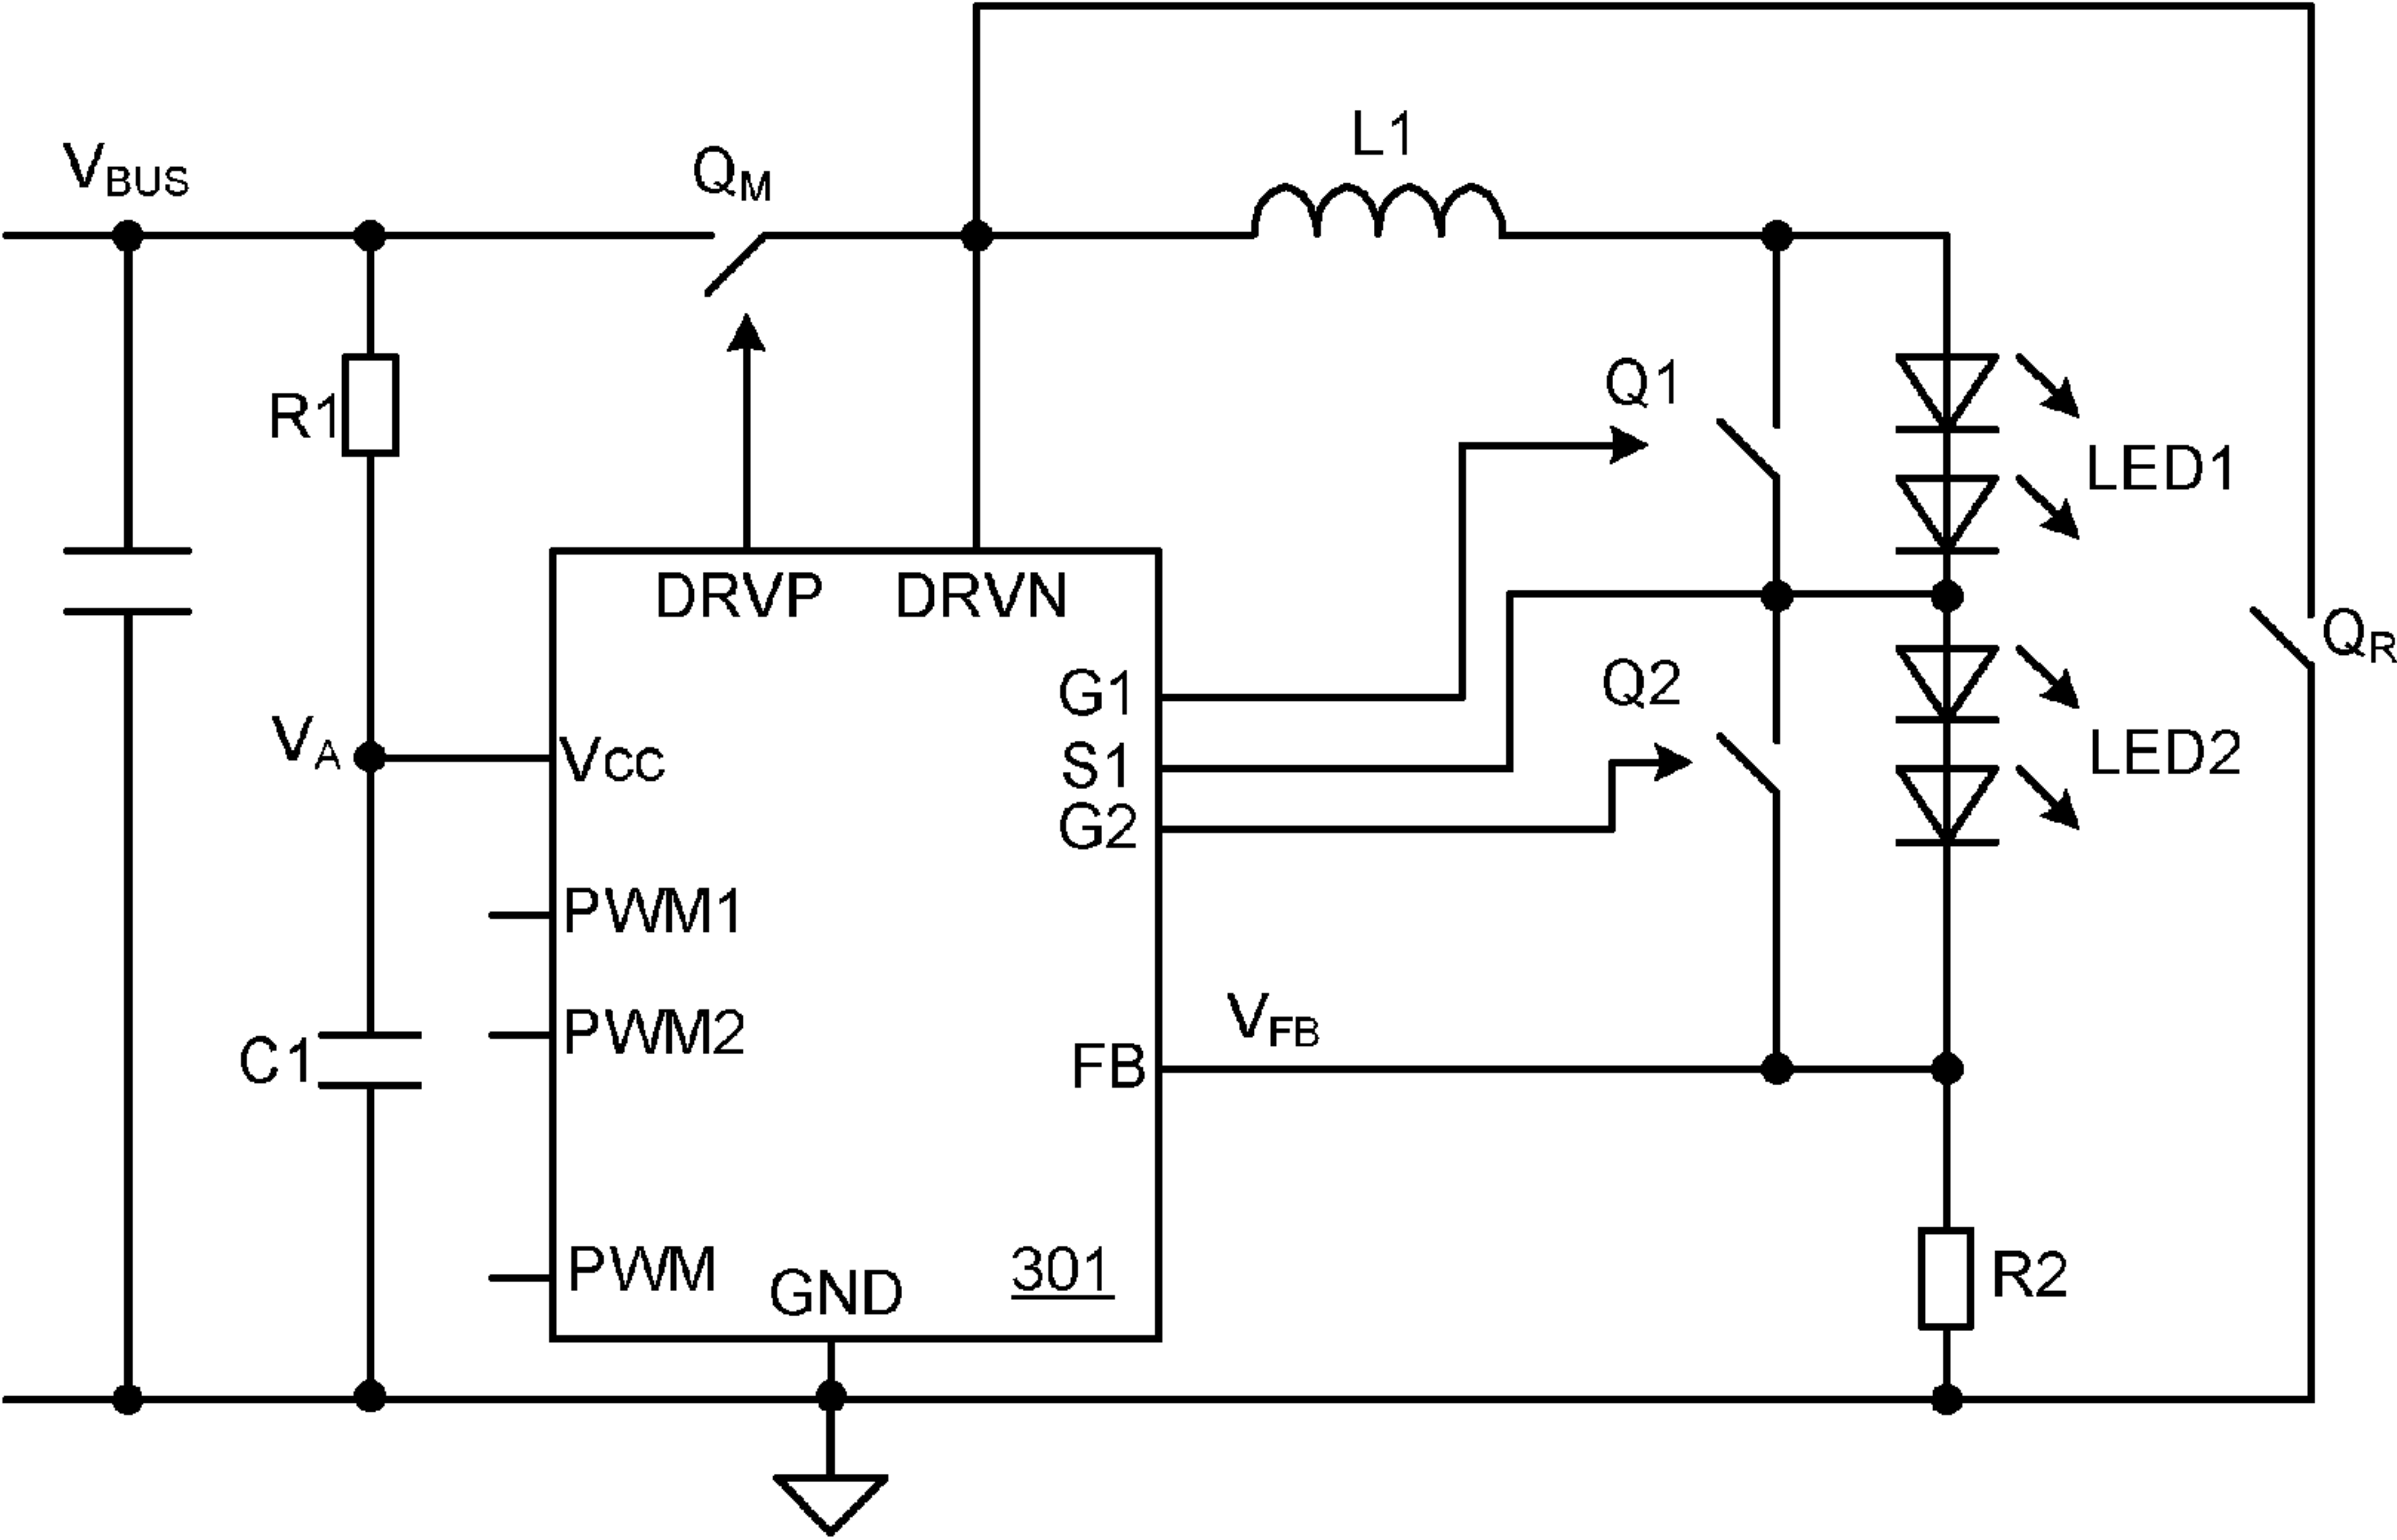 L1
VBUS
QM
Q1
R1
LED1
DRVP DRVN
QR
G1
Q2
VA
VCC
S1
LED2
G2
PWM1
VFB
PWM2
C1
FB
PWM
GND
301
R2